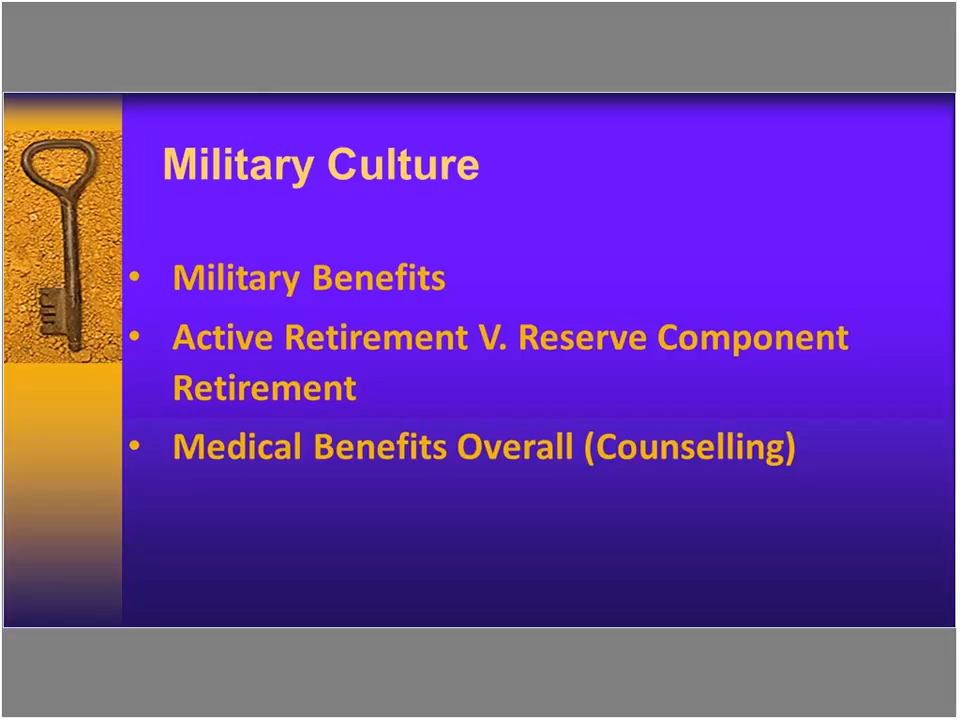 Military Culture
• Military Benefits
• Active Retirement V. Reserve Component
Retirement
• Medical Benefits Overall (Counselling)